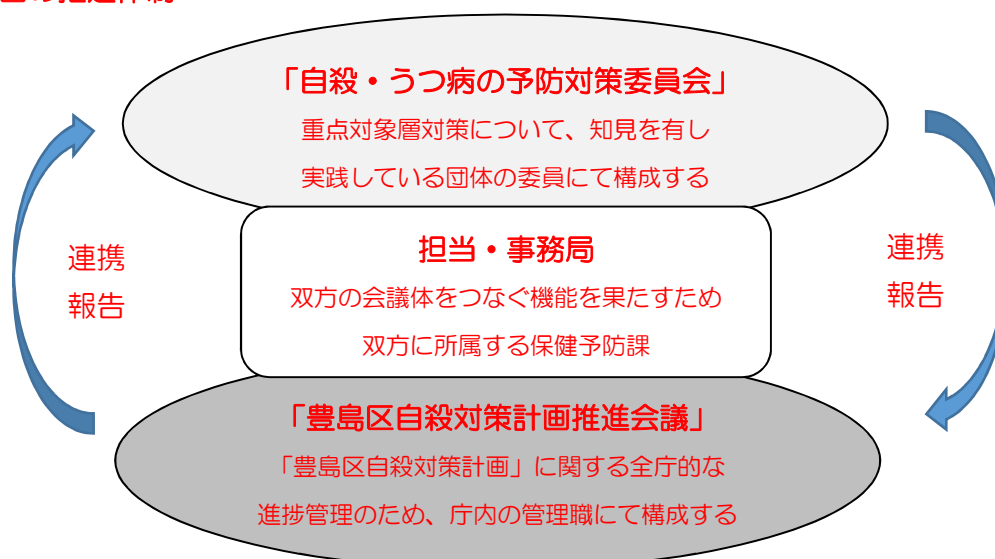 「自殺・うつ病の予防対策委員会」
重点対象層対策について、知見を有し
実践している団体の委員にて構成する
担当・事務局
双方の会議体をつなぐ機能を果たすため
双方に所属する保健予防課
連携
報告
連携
報告
「豊島区自殺対策計画推進会議」
「豊島区自殺対策計画」に関する全庁的な
進捗管理のため、庁内の管理職にて構成する